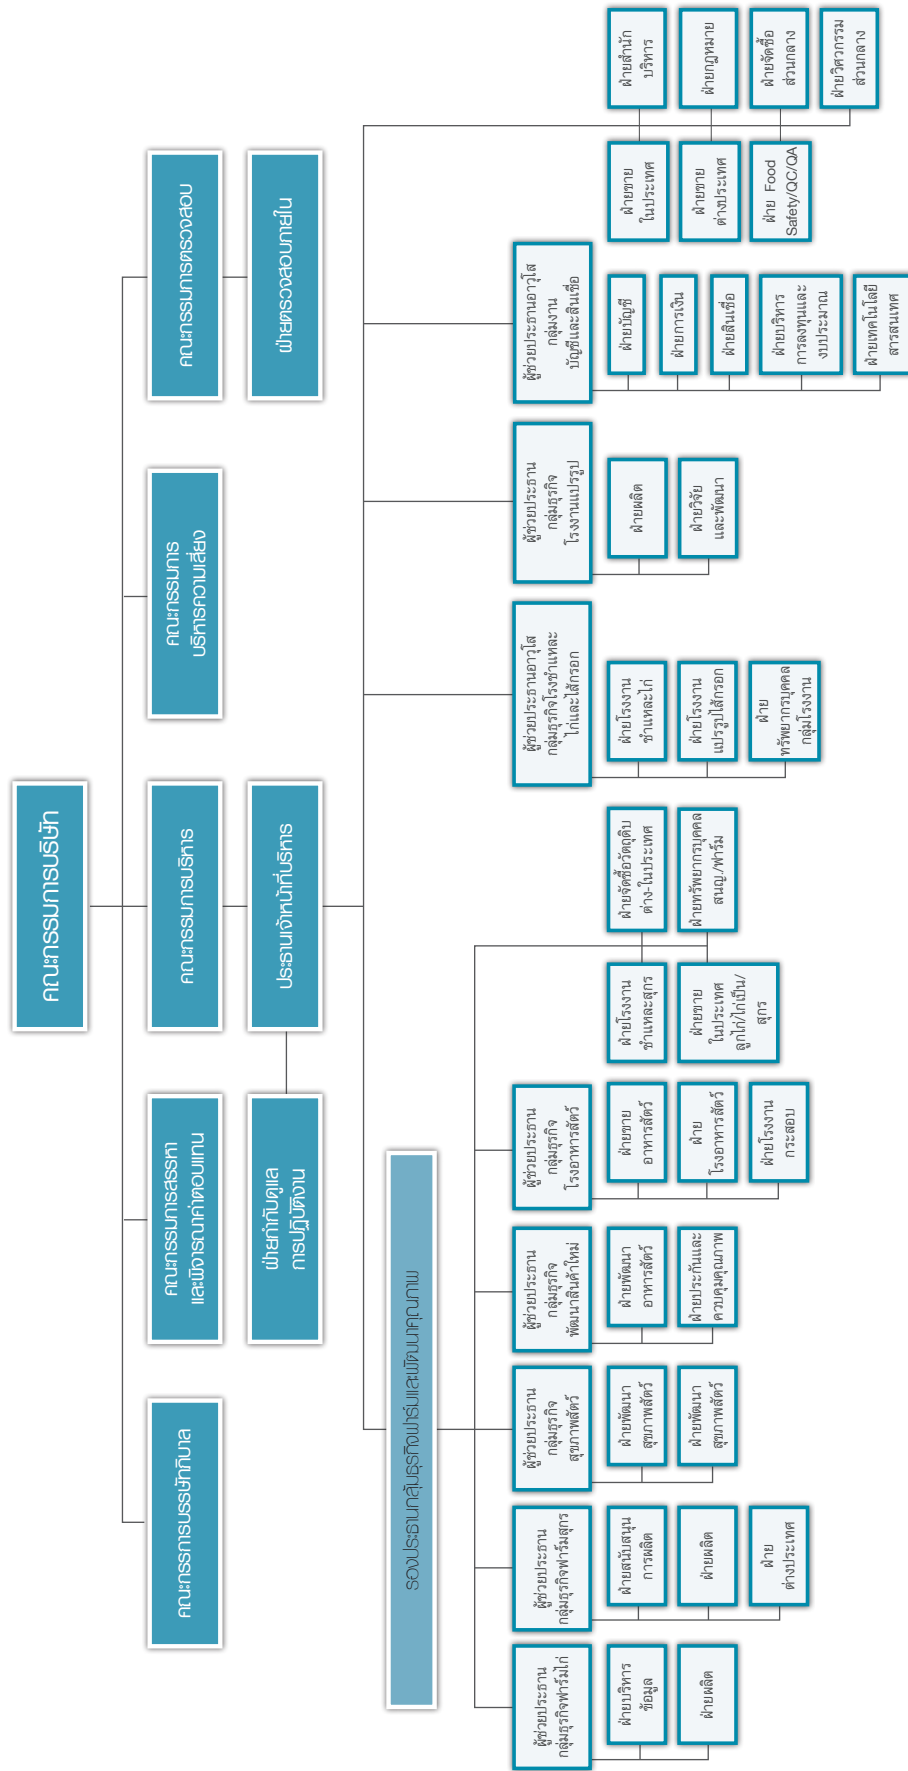 คณะกรรมการบริษัท
คณะกรรการบรรษัทภิบาล
คณะกรรมการสรรหา
และพิจารณาค่าตอบแทน
คณะกรรมการบริหาร
คณะกรรมการ
บริหารความเสี่ยง
คณะกรรมการตรวจสอบ
ฝ่ายกำกับดูแล
การปฏิบัติงาน
ประธานเจ้าหน้าที่บริหาร
ฝ่ายตรวจสอบภายใน
รองประธานกลุ่มธุรกิจฟาร์มและพัฒนาคุณภาพ
ผู้ช่วยประธาน
กลุ่มธุรกิจฟาร์มไก่
ฝ่ายบริหาร
ข้อมูล
ฝ่ายผลิต
ผู้ช่วยประธาน
กลุ่มธุรกิจฟาร์มสุกร
ฝ่ายสนับสนุน
การผลิต
ฝ่ายผลิต
ฝ่าย
ต่างประเทศ
ผู้ช่วยประธาน
กลุ่มธุรกิจ
สุขภาพสัตว์
ฝ่ายพัฒนา
สุขภาพสัตว์
ฝ่ายพัฒนา
สุขภาพสัตว์
ผู้ช่วยประธาน
กลุ่มธุรกิจ
พัฒนาสินค้าใหม่
ฝ่ายพัฒนา
อาหารสัตว์
ฝ่ายประกันและ
ควบคุมคุณภาพ
ผู้ช่วยประธาน
กลุ่มธุรกิจ
โรงอาหารสัตว์
ฝ่ายขาย
อาหารสัตว์
ฝ่าย
โรงอาหารสัตว์
ฝ่ายโรงงาน
กระสอบ
ฝ่ายโรงงาน
ชำแหละสุกร
ฝ่ายขาย
ในประเทศ
ลูกไก่/ไก่เป็น/
สุกร
ฝ่ายจัดซื้อวัตถุดิบ
ต่าง-ในประเทศ
ฝ่ายทรัพยากรบุคคล
สนญ./ฟาร์ม
ผู้ช่วยประธานอาวุโส
กลุ่มธุรกิจโรงชำแหละ
ไก่และไส้กรอก
ฝ่ายโรงงาน
ชำแหละไก่
ฝ่ายโรงงาน
แปรรูปไส้กรอก
ฝ่าย
ทรัพยากรบุคคล
กลุ่มโรงงาน
ผู้ช่วยประธาน
กลุ่มธุรกิจ
โรงงานแปรรูป
ฝ่ายผลิต
ฝ่ายวิจัย
และพัฒนา
ผู้ช่วยประธานอาวุโส
กลุ่มงาน
บัญชีและสินเชื่อ
ฝ่ายบัญชี
ฝ่ายการเงิน
ฝ่ายสินเชื่อ
ฝ่ายบริหาร
การลงทุนและ
งบประมาณ
ฝ่ายเทคโนโลยี
สารสนเทศ
ฝ่ายขาย
ในประเทศ
ฝ่ายขาย
ต่างประเทศ
ฝ่าย Food
Safety/QC/QA
ฝ่ายสำนัก
บริหาร
ฝ่ายกฎหมาย
ฝ่ายจัดซื้อ
ส่วนกลาง
ฝ่ายวิศวกรรม
ส่วนกลาง